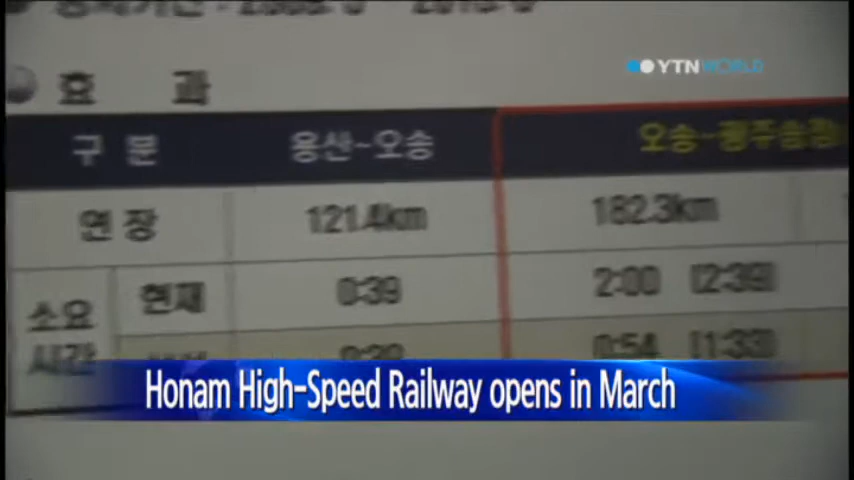 YTN WORLD
효 과
구 분 용산~오송 오송~광주송정
연 장 121.4km 182.3km
소요 현재 0:39 2:00 [2:39]
시간 0:39 0:54 [1:33]
Honam High-Speed Railway opens in March